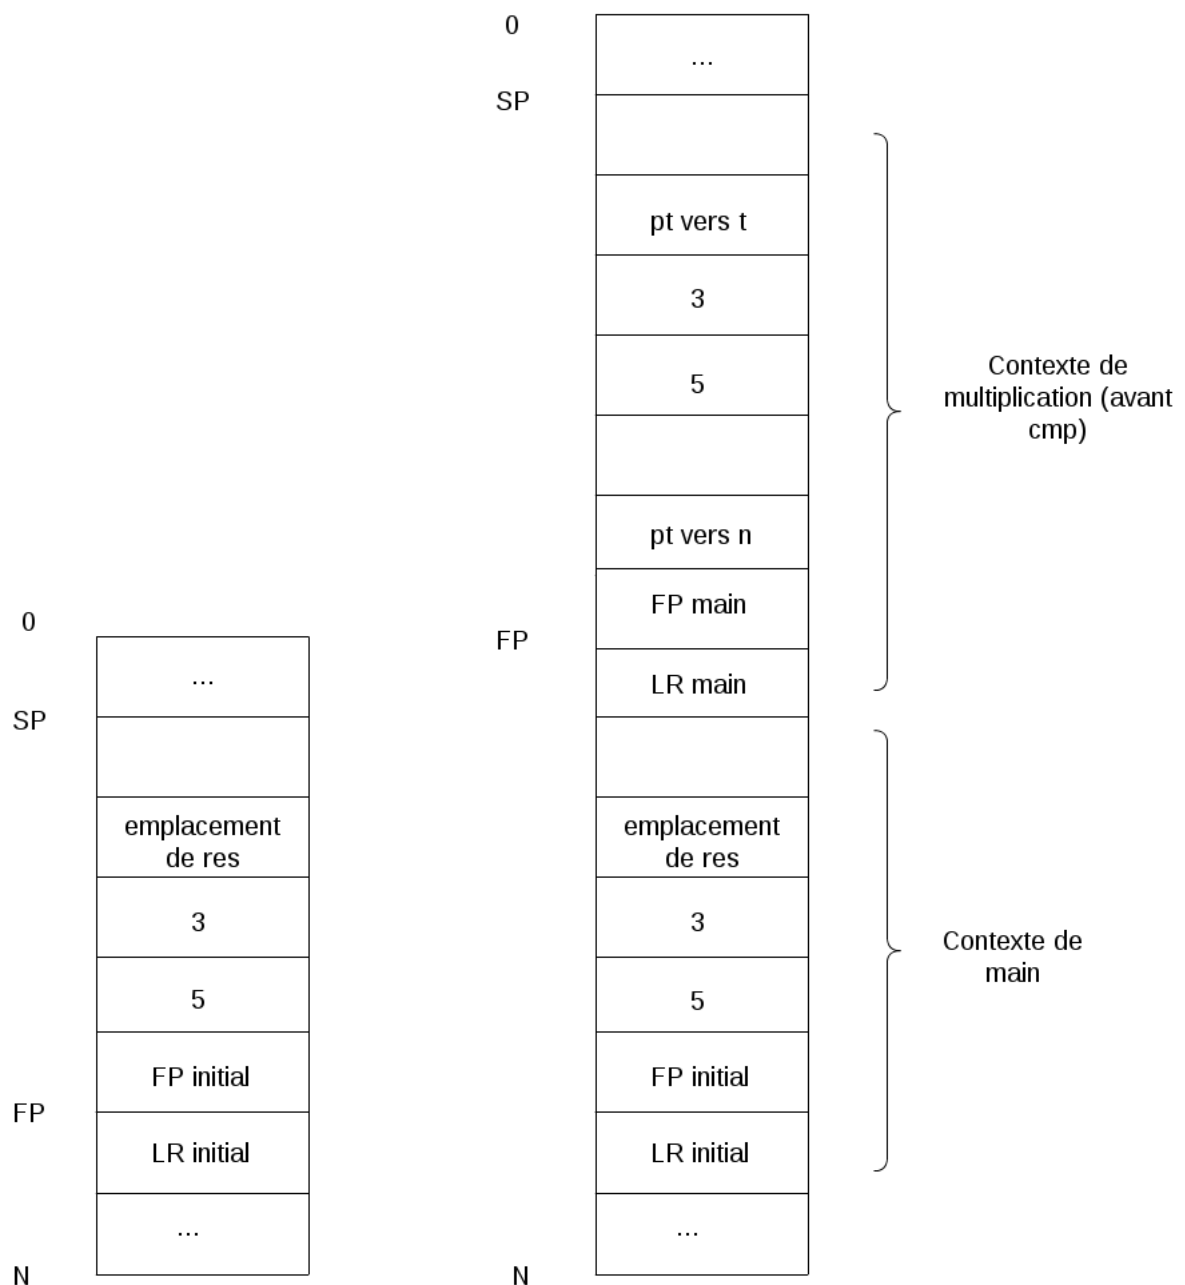 0
...
SP
emplacement
de res
3
5
FP initial
FP
LR initial
...
N
0
...
SP
pt vers t
3
5
pt vers n
FP main
FP
LR main
emplacement
de res
3
5
FP initial
LR initial
...
N
Contexte de
multiplication (avant
cmp)
Contexte de
main